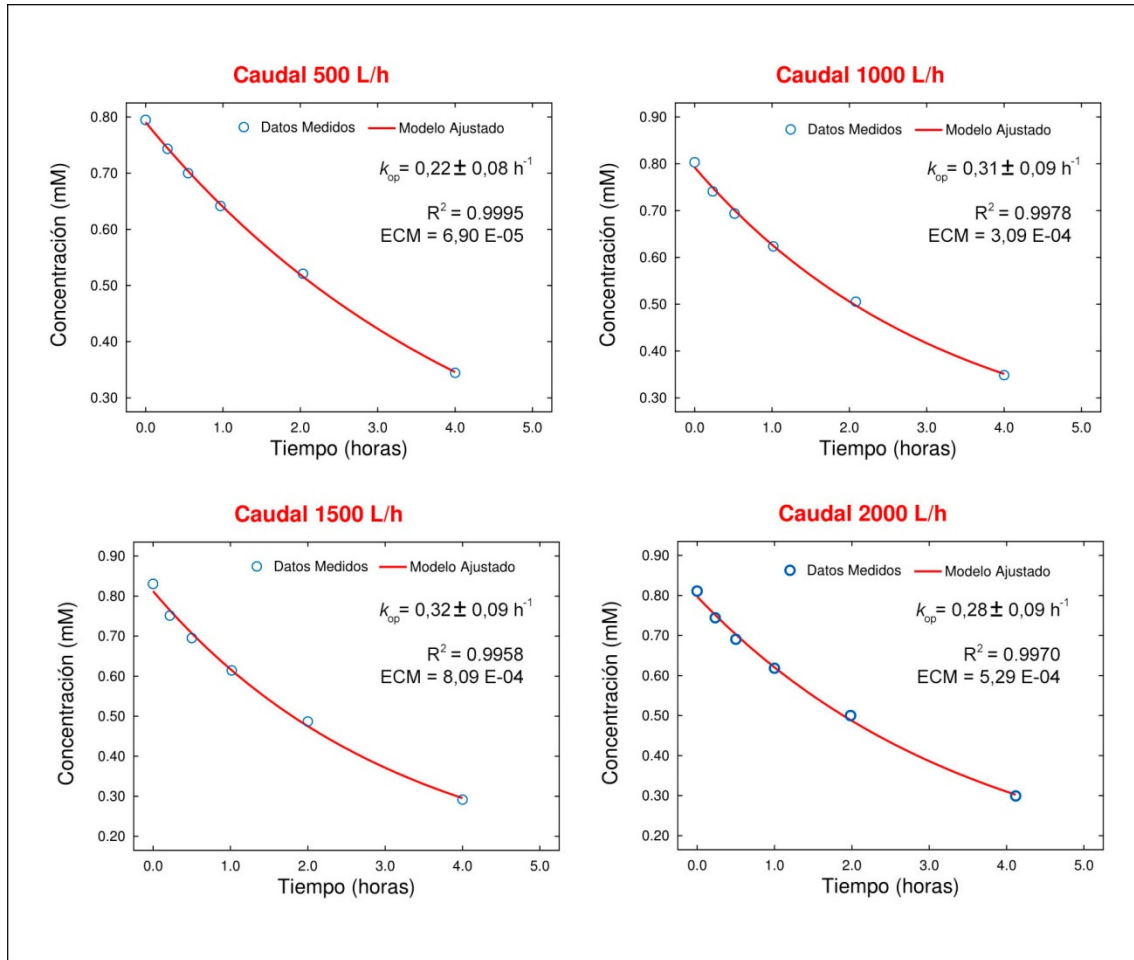 Caudal 500 L/h
Datos Medidos Modelo Ajustado
kop= 0,22 ± 0,08 h-1
R2 = 0.9995
ECM = 6,90 E-05
Concentración (mM)
0.80
0.70
0.60
0.50
0.40
0.30
0.0 1.0 2.0 3.0 4.0 5.0
Tiempo (horas)
Caudal 1000 L/h
Datos Medidos Modelo Ajustado
kop= 0,31 ± 0,09 h-1
R2 = 0.9978
ECM = 3,09 E-04
Concentración (mM)
0.90
0.80
0.70
0.60
0.50
0.40
0.30
0.0 1.0 2.0 3.0 4.0 5.0
Tiempo (horas)
Caudal 1500 L/h
Datos Medidos Modelo Ajustado
kop= 0,32 ± 0,09 h-1
R2 = 0.9958
ECM = 8,09 E-04
Concentración (mM)
0.90
0.80
0.70
0.60
0.50
0.40
0.30
0.20
0.0 1.0 2.0 3.0 4.0 5.0
Tiempo (horas)
Caudal 2000 L/h
Datos Medidos Modelo Ajustado
kop= 0,28 ± 0,09 h-1
R2 = 0.9970
ECM = 5,29 E-04
Concentración (mM)
0.90
0.80
0.70
0.60
0.50
0.40
0.30
0.20
0.0 1.0 2.0 3.0 4.0 5.0
Tiempo (horas)